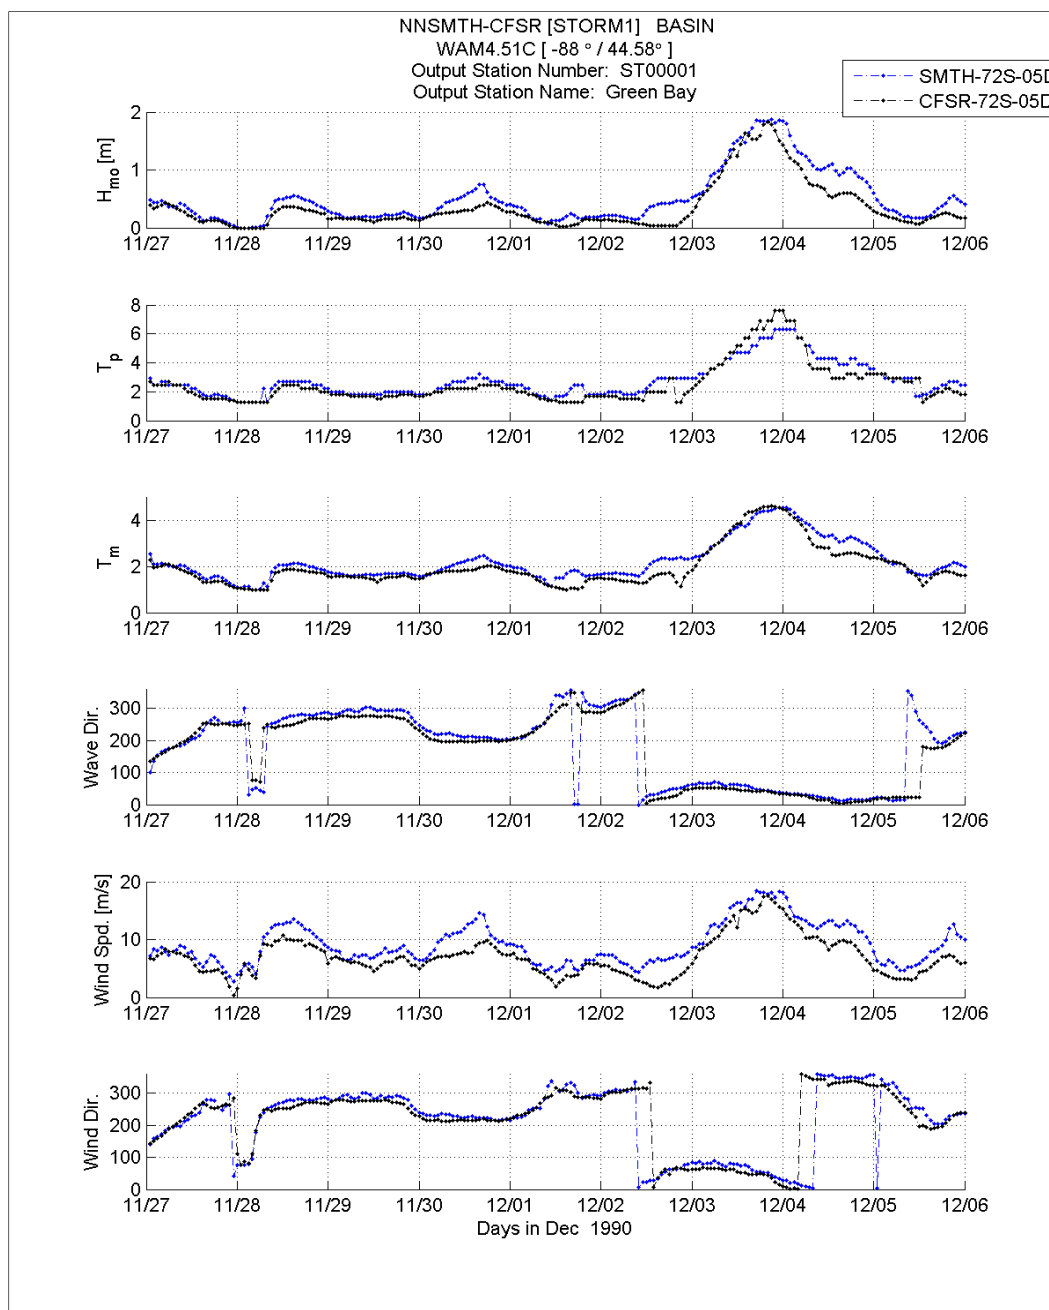 NNSMTH-CFSR [STORM1]   BASIN
WAM4.51C [ -88 ° / 44.58° ]
Output Station Number:  ST00001
Output Station Name:  Green Bay
SMTH-72S-05D
CFSR-72S-05D
H mo [m]
2
1
0
11/27 11/28 11/29 11/30 12/01 12/02 12/03 12/04 12/05 12/06
T p
8
6
4
2
0
11/27 11/28 11/29 11/30 12/01 12/02 12/03 12/04 12/05 12/06
T m
4
2
0
11/27 11/28 11/29 11/30 12/01 12/02 12/03 12/04 12/05 12/06
Wave Dir.
300
200
100
0
11/27 11/28 11/29 11/30 12/01 12/02 12/03 12/04 12/05 12/06
Wind Spd. [m/s]
20
10
0
11/27 11/28 11/29 11/30 12/01 12/02 12/03 12/04 12/05 12/06
Wind Dir.
300
200
100
0
11/27 11/28 11/29 11/30 12/01 12/02 12/03 12/04 12/05 12/06
Days in Dec  1990